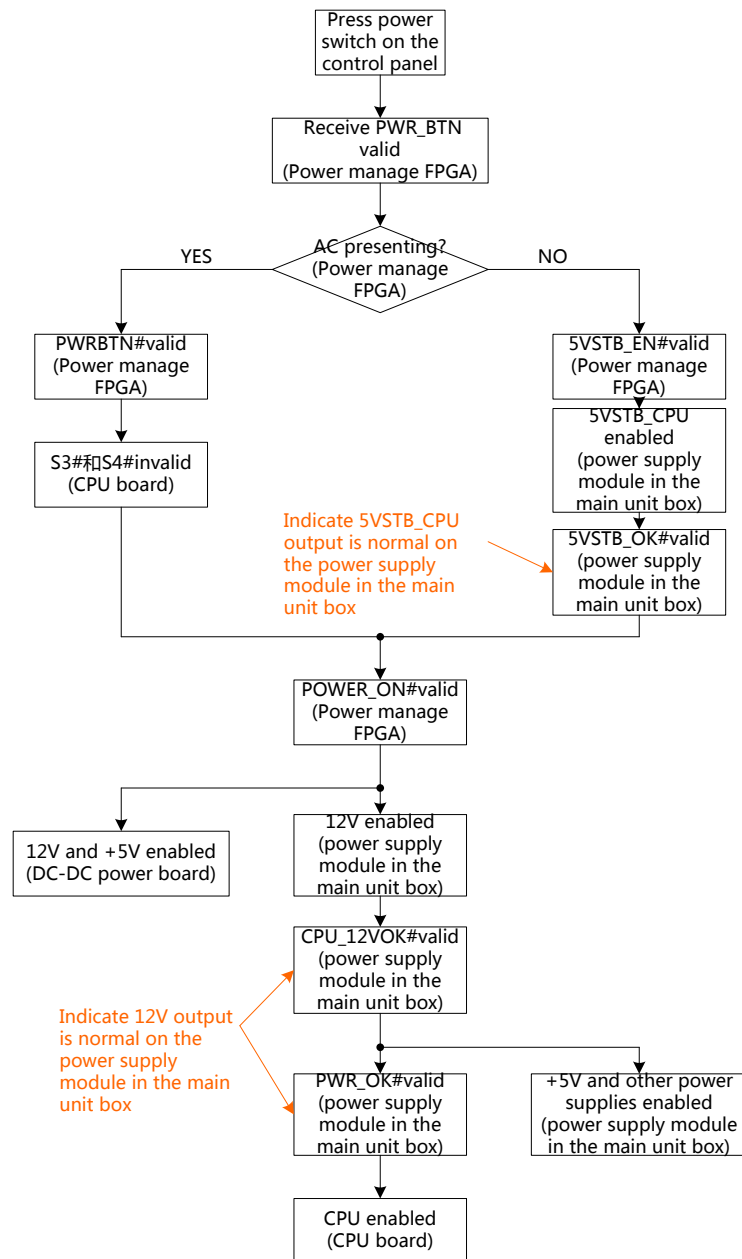 Press power
switch on the
control panel
Receive PWR_BTN
valid
(Power manage FPGA)
AC presenting?
(Power manage
FPGA)
YES
NO
PWRBTN#valid
(Power manage
FPGA)
5VSTB_EN#valid
(Power manage
FPGA)
S3#和S4#invalid
(CPU board)
5VSTB_CPU
enabled
(power supply
module in the
main unit box)
Indicate 5VSTB_CPU
output is normal on
the power supply
module in the main
unit box
5VSTB_OK#valid
(power supply
module in the
main unit box)
POWER_ON#valid
(Power manage
FPGA)
12V and +5V enabled
(DC-DC power board)
12V enabled
(power supply
module in the
main unit box)
CPU_12VOK#valid
(power supply
module in the
main unit box)
Indicate 12V output
is normal on the
power supply
module in the main
unit box
PWR_OK#valid
(power supply
module in the
main unit box)
+5V and other power
supplies enabled
(power supply module
in the main unit box)
CPU enabled
(CPU board)